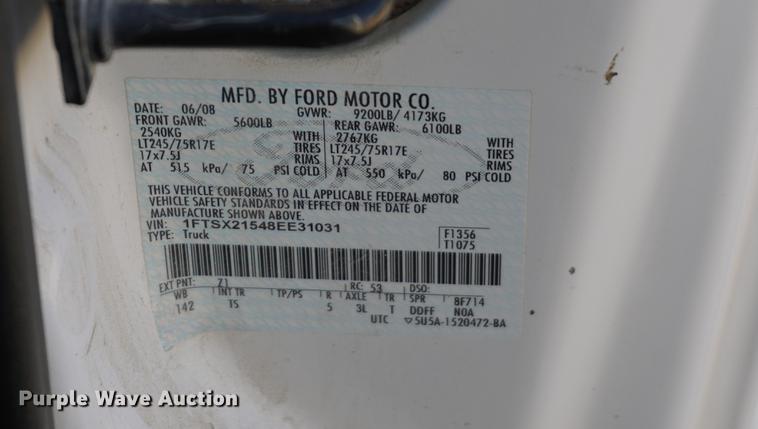 MFD. BY FORD MOTOR CO.
DATE: 06/08 GVWR: 9200LB/ 4173KG
FRONT GAWR: 5600LB REAR GAWR: 6100LB
2540KG WITH 2767KG WITH
LT245/75R17E TIRES LT245/75R17E TIRES
17x7.5J RIMS 17x7.5J RIMS
AT 515 kPa/ 75 PSI COLD AT 550 kPa/ 80 PSI COLD
THIS VEHICLE CONFORMS TO ALL APPLICABLE FEDERAL MOTOR
VEHICLE SAFETY STANDARDS IN EFFECT ON THE DATE OF
MANUFACTURE SHOWN ABOVE.
VIN: 1FTSX21548EE31031 F1356
TYPE: Truck T1075
EXT PNT: Z1 RC: 53 DSO:
WB INT TR TP/PS R AXLE TR SPR 8F714
142 TS 5 3L T DDFF NOA
UTC ▽5U5A-1520472-BA
Purple Wave Auction